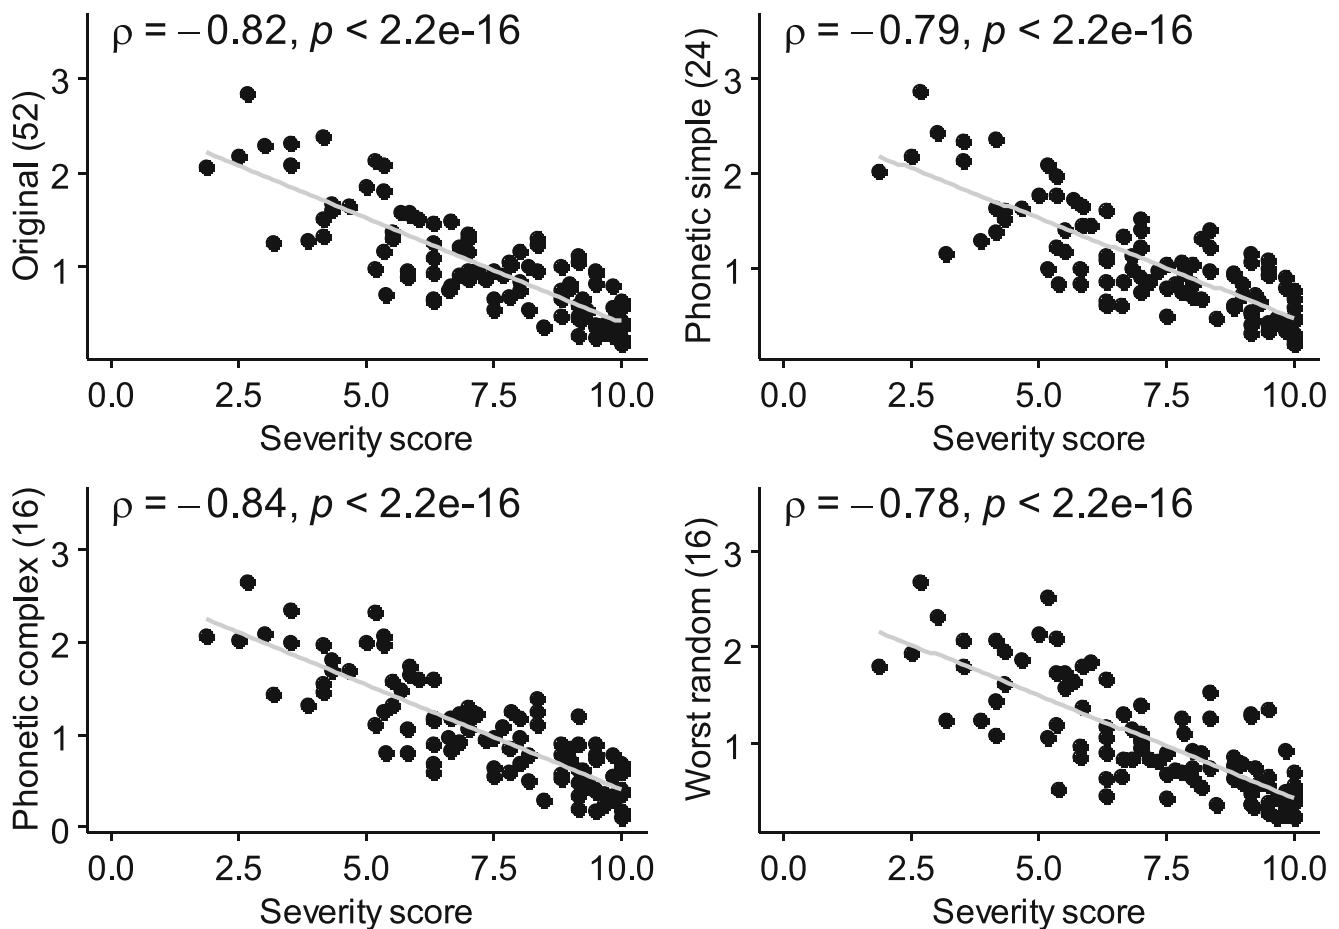 ρ = −0.82, p < 2.2e-16
Original (52)
3
2
1
0.0 2.5 5.0 7.5 10.0
Severity score
ρ = −0.79, p < 2.2e-16
Phonetic simple (24)
3
2
1
0.0 2.5 5.0 7.5 10.0
Severity score
ρ = −0.84, p < 2.2e-16
Phonetic complex (16)
3
2
1
0
0.0 2.5 5.0 7.5 10.0
Severity score
ρ = −0.78, p < 2.2e-16
Worst random (16)
3
2
1
0.0 2.5 5.0 7.5 10.0
Severity score